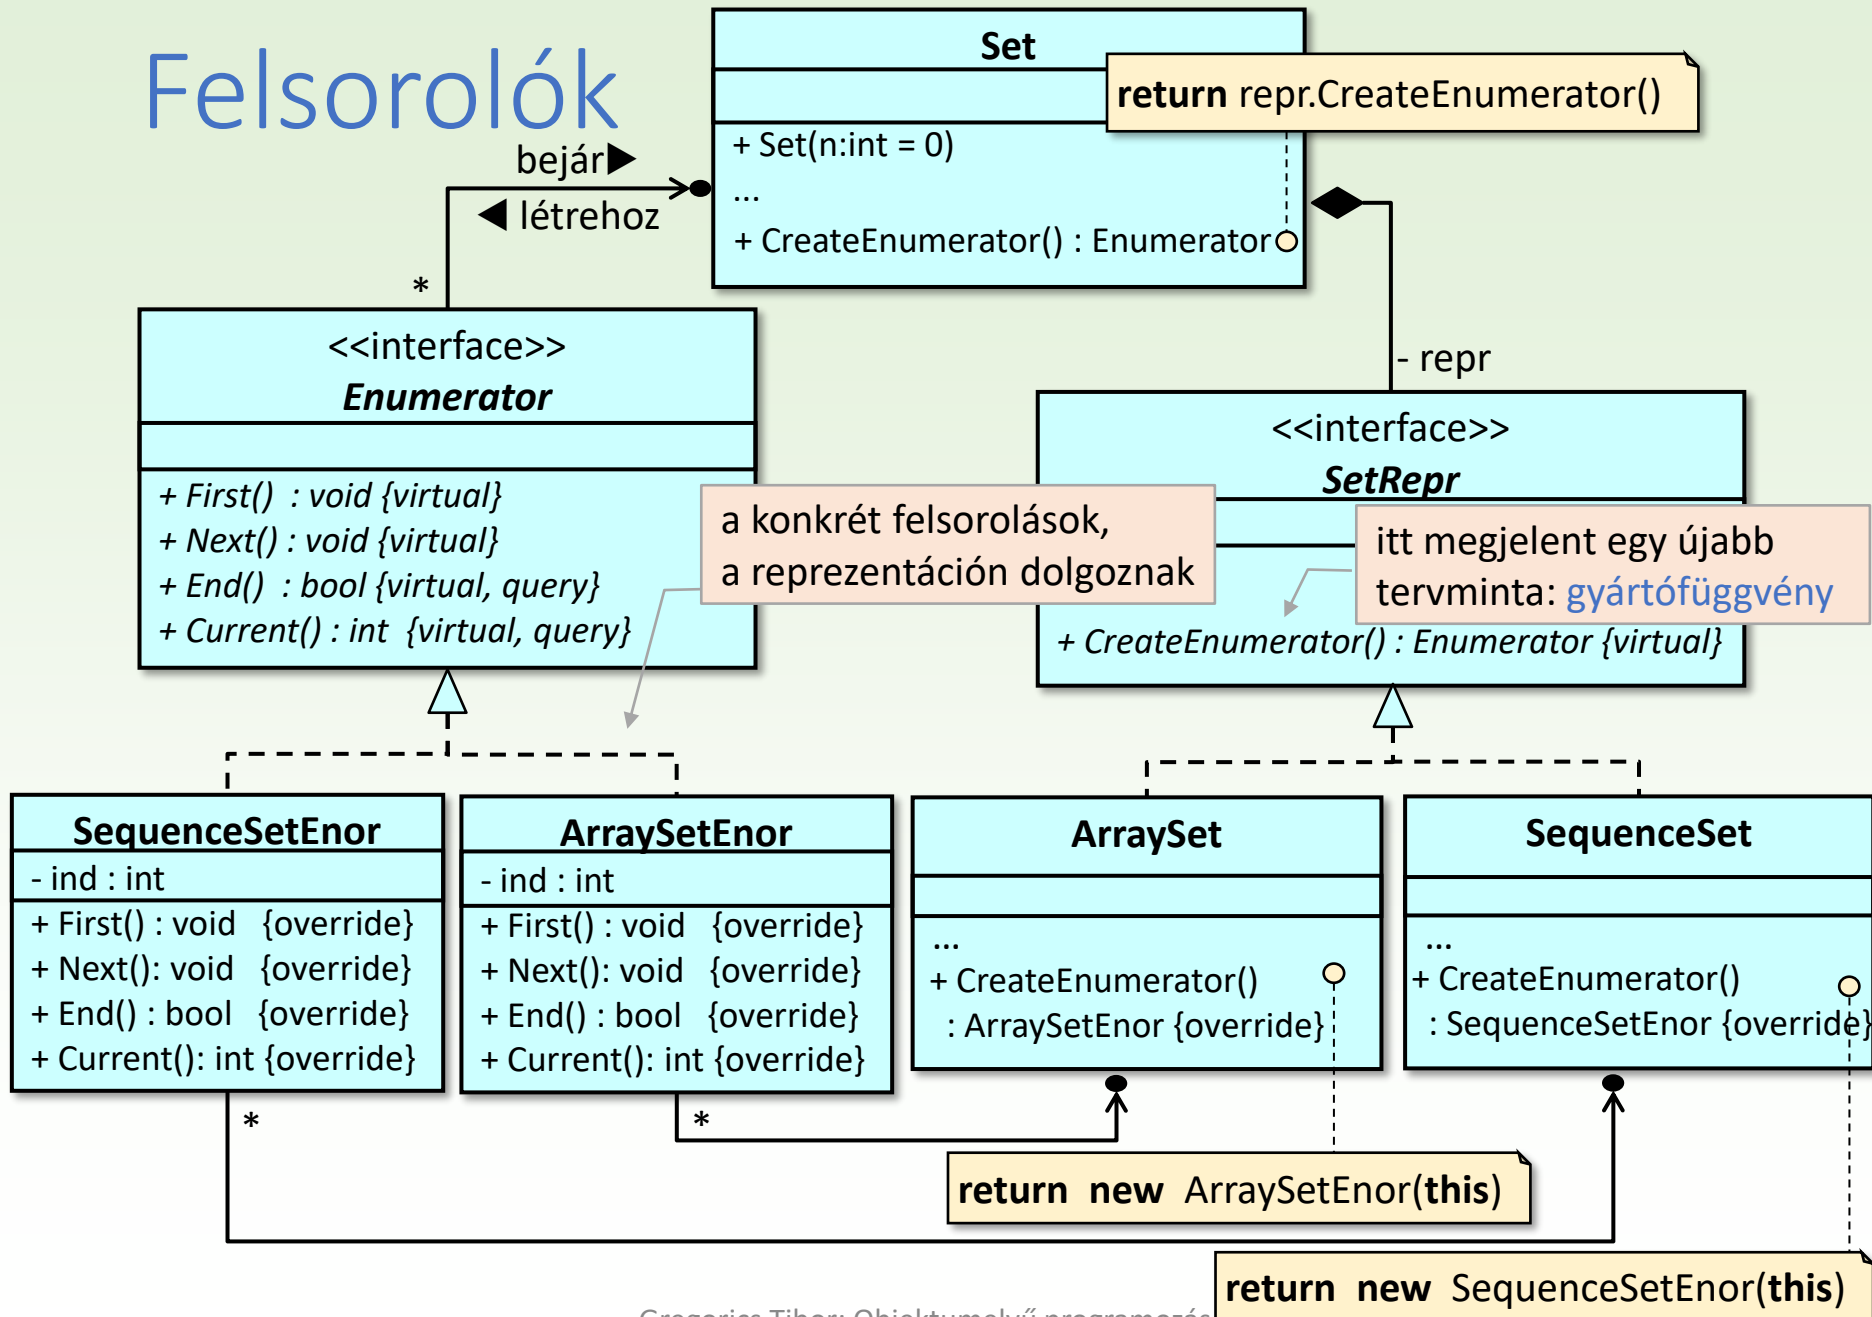 Felsorolók
Set
return repr.CreateEnumerator()
+ Set(n:int = 0)
...
+ CreateEnumerator() : Enumerator
bejár▶
◀ létrehoz
*
- repr
<<interface>>
Enumerator
+ First() : void {virtual}
+ Next() : void {virtual}
+ End() : bool {virtual, query}
+ Current() : int {virtual, query}
<<interface>>
SetRepr
+ CreateEnumerator() : Enumerator {virtual}
a konkrét felsorolások,
a reprezentáción dolgoznak
itt megjelent egy újabb
tervminta: gyártófüggvény
SequenceSetEnor
- ind : int
+ First() : void {override}
+ Next(): void {override}
+ End() : bool {override}
+ Current(): int {override}
*
ArraySetEnor
- ind : int
+ First() : void {override}
+ Next(): void {override}
+ End() : bool {override}
+ Current(): int {override}
*
ArraySet
...
+ CreateEnumerator()
: ArraySetEnor {override}
SequenceSet
...
+ CreateEnumerator()
: SequenceSetEnor {override}
return new ArraySetEnor(this)
return new SequenceSetEnor(this)
Gregorics Tibor: Objektumelvű programozás